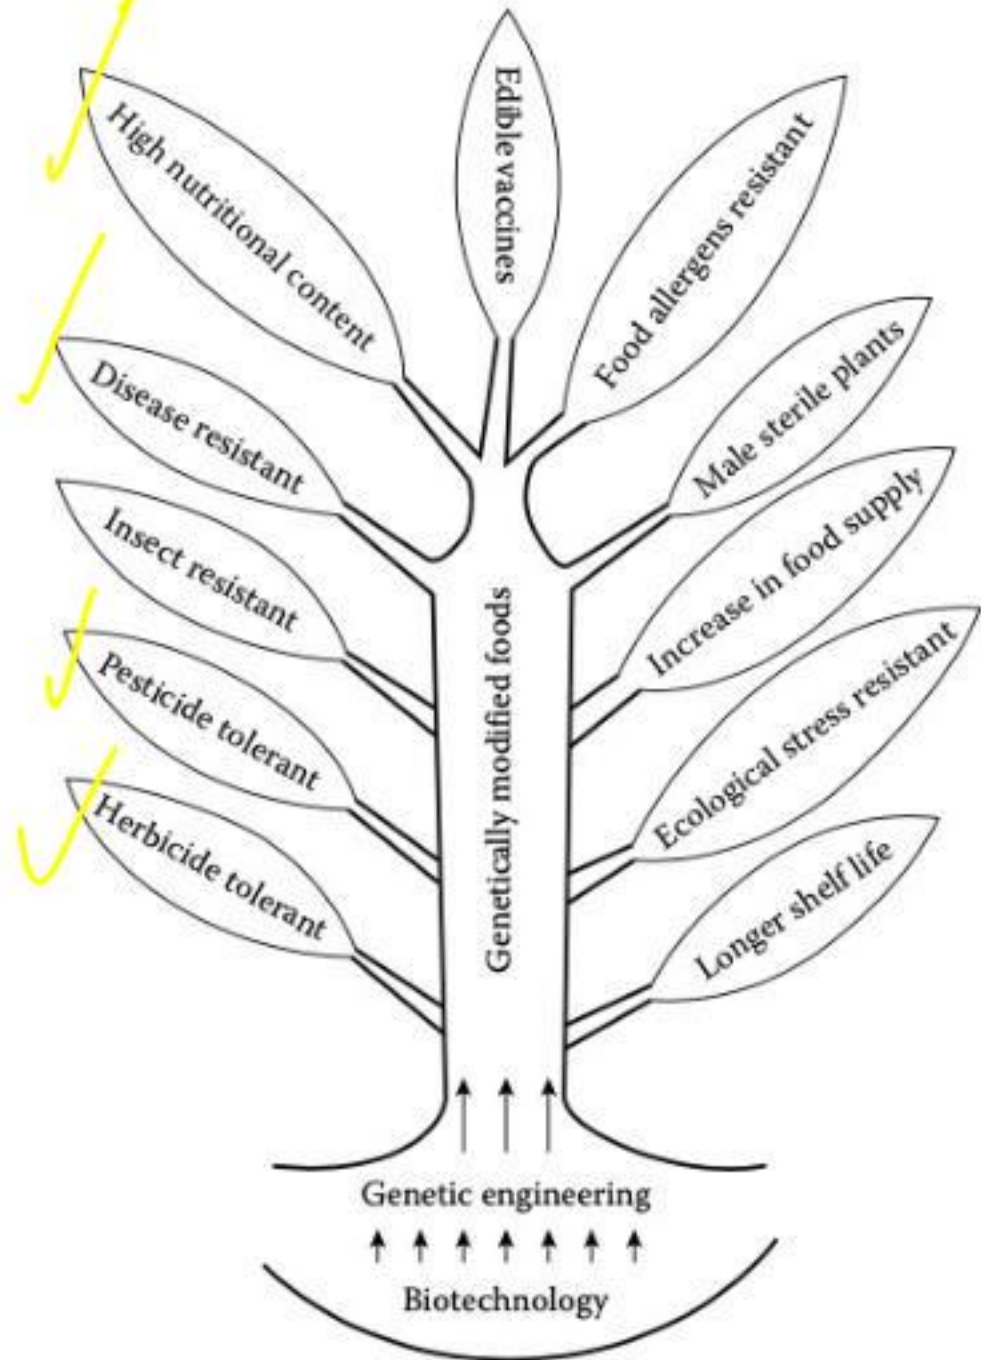 High nutritional content
Edible vaccines
Food allergens resistant
Disease resistant
Male sterile plants
Insect resistant
Increase in food supply
Pesticide tolerant
Ecological stress resistant
Herbicide tolerant
Longer shelf life
Genetically modified foods
Genetic engineering
Biotechnology